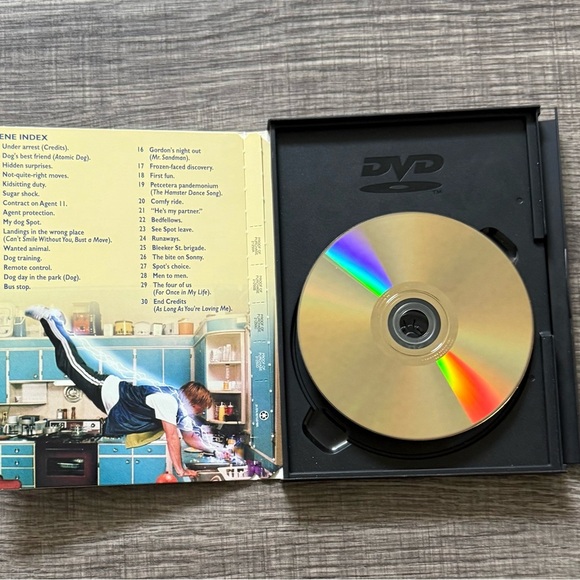 ENE INDEX
Under arrest (Credits).
Dog's best friend (Atomic Dog).
Hidden surprises.
Not-quite-right moves.
Kidsitting duty.
Sugar shock.
Contract on Agent 11.
Agent protection.
My dog Spot.
Landings in the wrong place
(Can't Smile Without You, Bust a Move).
Wanted animal.
Dog training.
Remote control.
Dog day in the park (Dog).
Bus stop.
16 Gordon's night out
(Mr. Sandman).
17 Frozen-faced discovery.
18 First fun.
19 Petcetera pandemonium
(The Hamster Dance Song).
20 Comfy ride.
21 "He's my partner."
22 Bedfellows.
23 See Spot leave.
24 Runaways.
25 Bleeker St. brigade.
26 The bite on Sonny.
27 Spot's choice.
28 Men to men.
29 The four of us
(For Once in My Life).
30 End Credits
(As Long As You're Loving Me).
DVD